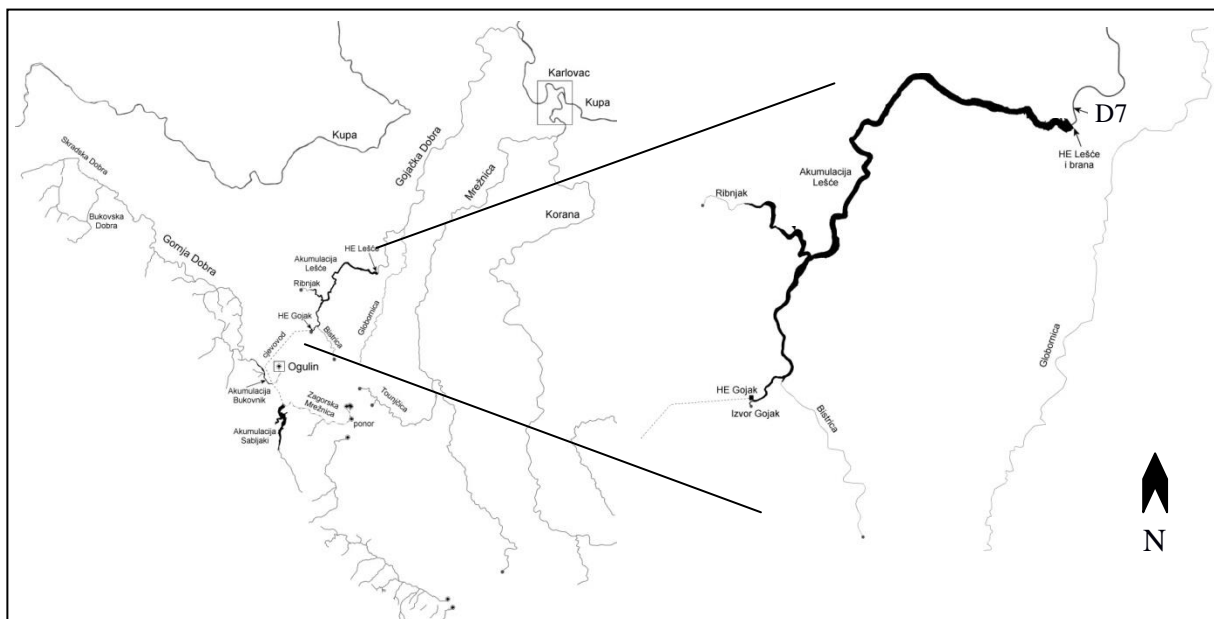 Karlovac
Kupa
Kupa
Skradska Dobra
Bukovska
Dobra
Gornja Dobra
Gojačka Dobra
Mrežnica
Korana
HE Lešće
Akumulacija
Lešće
Ribnjak
HE Gojak
Bistrica
Globornica
cjevovod
Ogulin
Akumulacija
Bukovnik
Zagorska
Mrežnica
Tounjčica
ponor
Akumulacija
Sabljaki
D7
HE Lešće
i brana
Akumulacija
Lešće
Ribnjak
Globornica
HE Gojak
Izvor Gojak
Bistrica
N